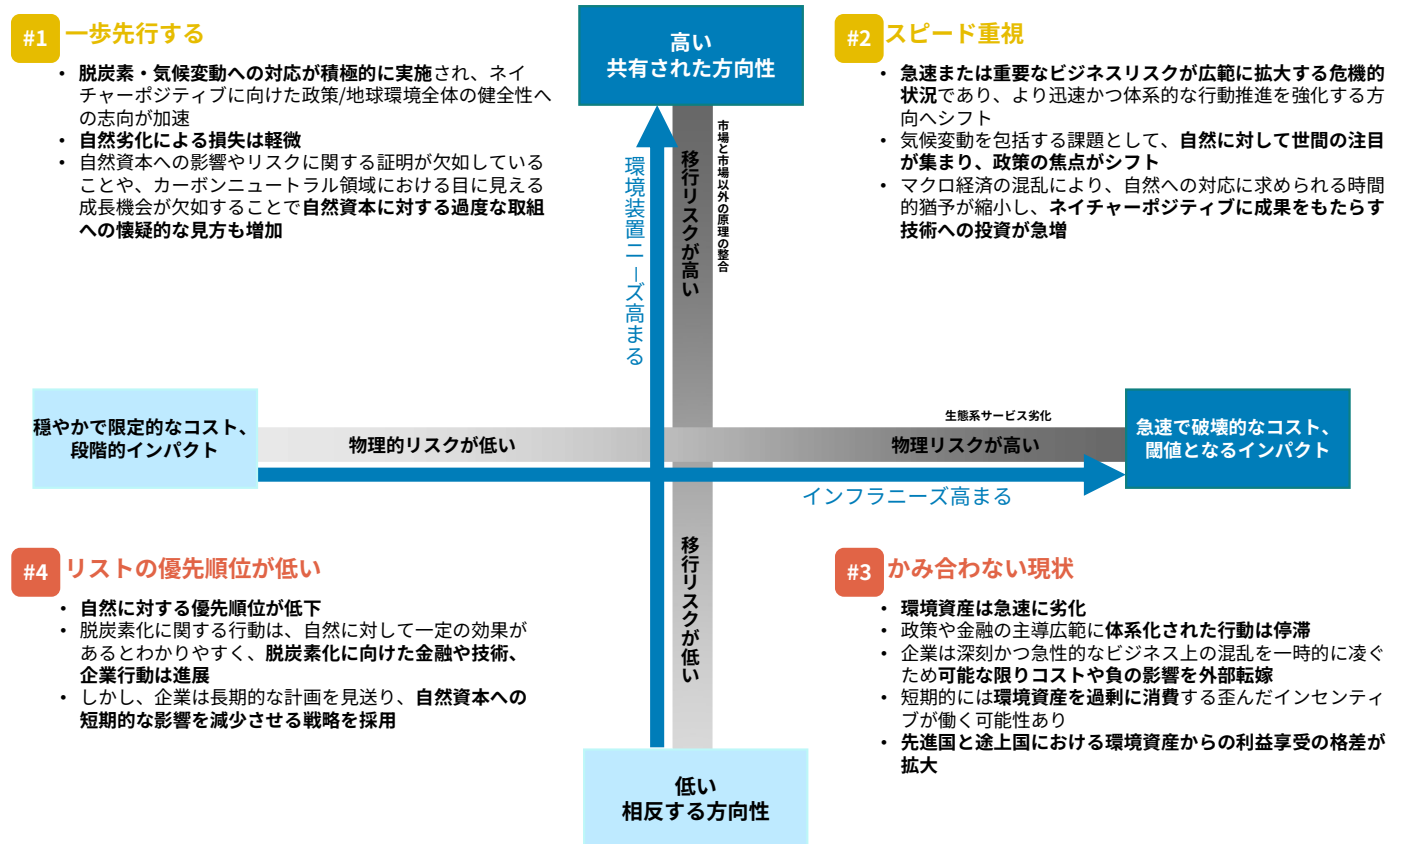 #1 一歩先行する
• 脱炭素・気候変動への対応が積極的に実施され、ネイ
チャーポジティブに向けた政策/地球環境全体の健全性へ
の志向が加速
• 自然劣化による損失は軽微
• 自然資本への影響やリスクに関する証明が欠如している
ことや、カーボンニュートラル領域における目に見える
成長機会が欠如することで自然資本に対する過度な取組
への懐疑的な見方も増加
高い
共有された方向性
環境装置ニーズ高まる
移行リスクが高い
市場と市場以外の原理の整合
#2 スピード重視
• 急速または重要なビジネスリスクが広範に拡大する危機的
状況であり、より迅速かつ体系的な行動推進を強化する方
向へシフト
• 気候変動を包括する課題として、自然に対して世間の注目
が集まり、政策の焦点がシフト
• マクロ経済の混乱により、自然への対応に求められる時間
的猶予が縮小し、ネイチャーポジティブに成果をもたらす
技術への投資が急増
穏やかで限定的なコスト、
段階的インパクト
物理的リスクが低い
生態系サービス劣化
物理リスクが高い
急速で破壊的なコスト、
閾値となるインパクト
インフラニーズ高まる
#4 リストの優先順位が低い
• 自然に対する優先順位が低下
• 脱炭素化に関する行動は、自然に対して一定の効果が
あるとわかりやすく、脱炭素化に向けた金融や技術、
企業行動は進展
• しかし、企業は長期的な計画を見送り、自然資本への
短期的な影響を減少させる戦略を採用
移行リスクが低い
低い
相反する方向性
#3 かみ合わない現状
• 環境資産は急速に劣化
• 政策や金融の主導広範に体系化された行動は停滞
• 企業は深刻かつ急性的なビジネス上の混乱を一時的に凌ぐ
ため可能な限りコストや負の影響を外部転嫁
• 短期的には環境資産を過剰に消費する歪んだインセンティ
ブが働く可能性あり
• 先進国と途上国における環境資産からの利益享受の格差が
拡大